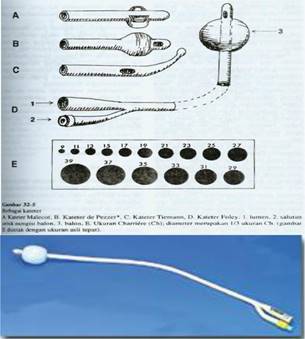 A
B
3
C
1
D
2
E
9 11 13 15 17 19 21 23 25 27
39 37 35 33 31 29
Gambar 32-5
Berbagai kateter
A Kateter Malecot, B. Kateter de Pezzer*, C. Kateter Tiemann, D. Kateter Foley: 1. lumen, 2. saluran
untuk mengisi balon, 3. balon, E. Ukuran Charrière (Ch); diameter merupakan 1/3 ukuran Ch (gambar
E dicetak dengan ukuran asli tepat).